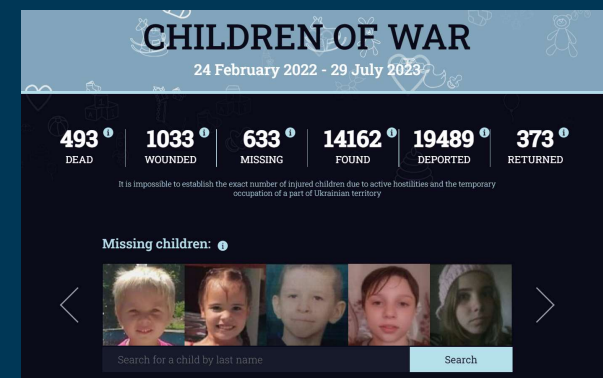 CHILDREN OF WAR
24 February 2022 - 29 July 2023
493 1033 633 14162 19489 373
DEAD WOUNDED MISSING FOUND DEPORTED RETURNED
It is impossible to establish the exact number of injured children due to active hostilities and the temporary
occupation of a part of Ukrainian territory
Missing children:
Search for a child by last name Search